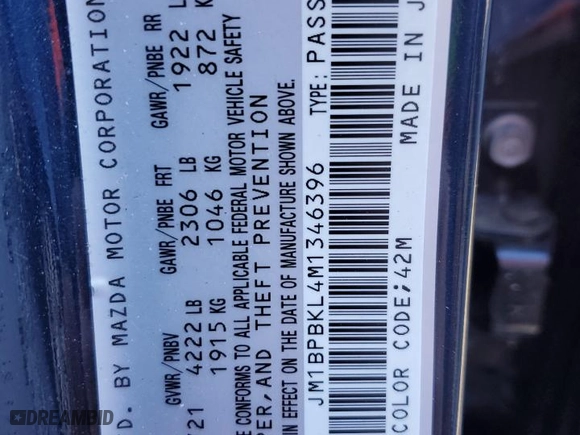 D. BY MAZDA MOTOR CORPORATION
GVWR/PNBV GAWR/PNBE FRT GAWR/PNBE RR
21 4222 LB 2306 LB 1922 L
1915 KG 1046 KG 872 K
E CONFORMS TO ALL APPLICABLE FEDERAL MOTOR VEHICLE SAFETY
PER, AND THEFT PREVENTION
ON THE DATE OF MANUFACTURE SHOWN ABOVE.
JM1BPBKL4M1346396 TYPE: PASS
COLOR CODE;42M MADE IN J
© DREAMBID